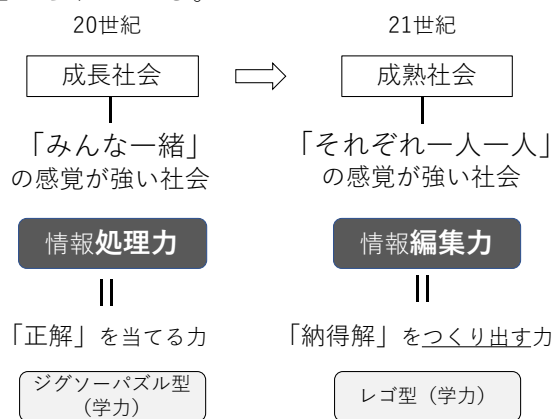 20世紀
21世紀
成長社会
成熟社会
「みんな一緒」
の感覚が強い社会
「それぞれ一人一人」
の感覚が強い社会
情報処理力
情報編集力
「正解」を当てる力
「納得解」をつくり出す力
ジグソーパズル型
(学力)
レゴ型(学力)